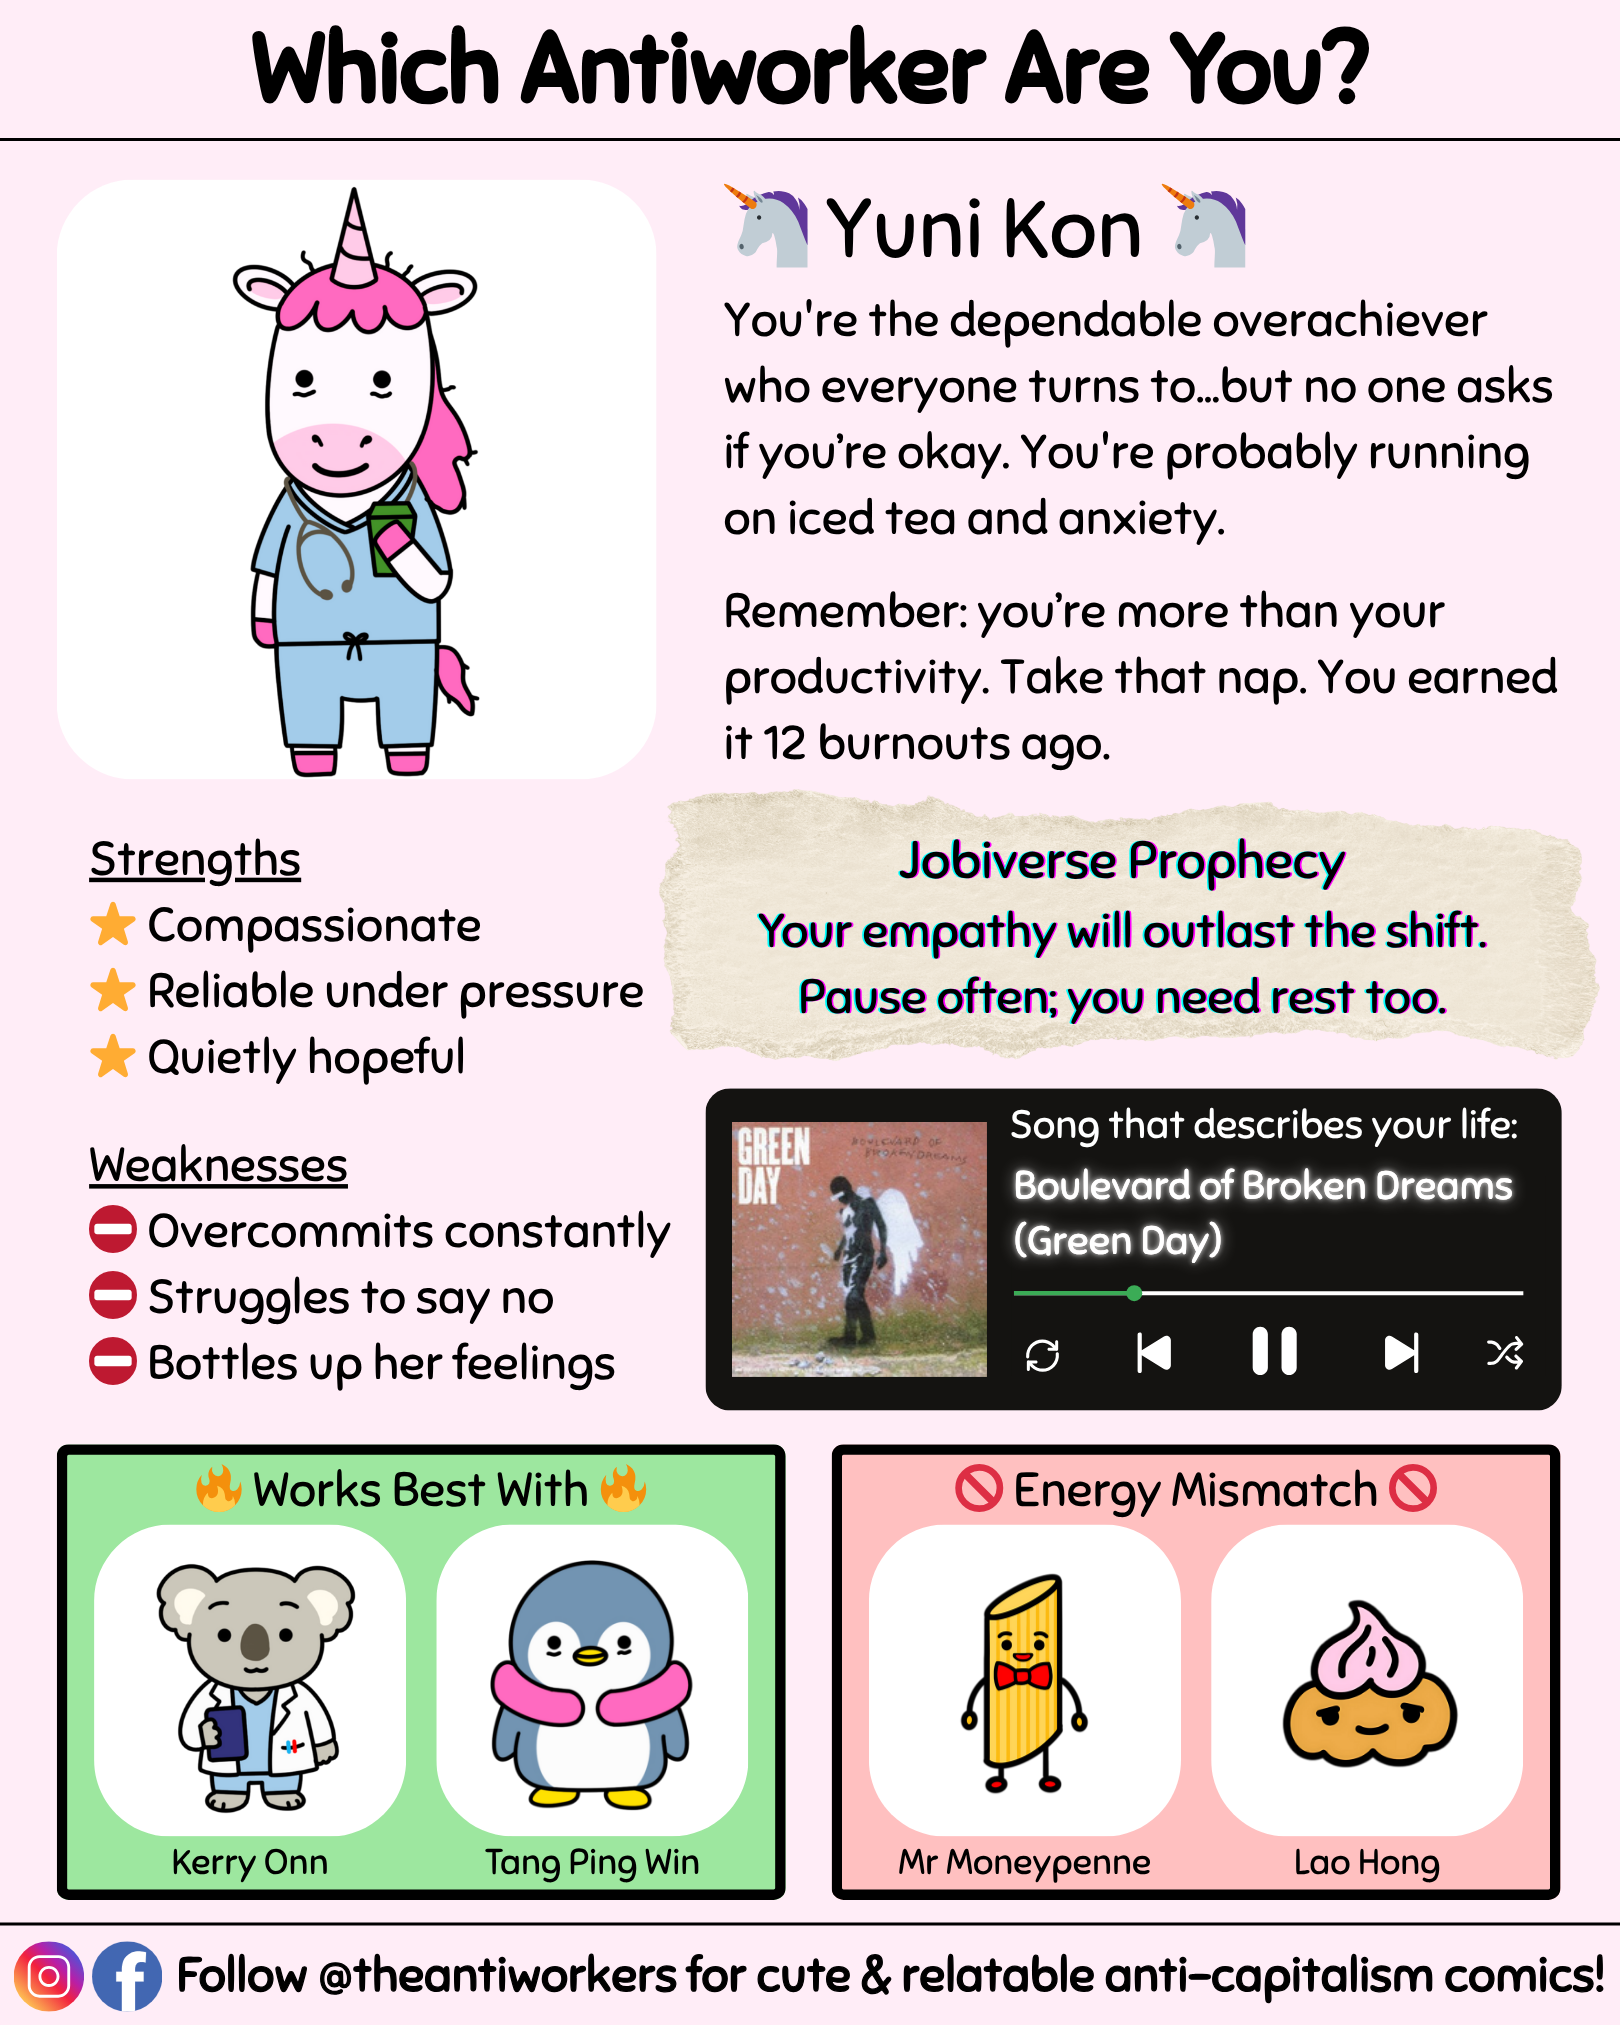 Which Antiworker Are You?
Yuni Kon
You're the dependable overachiever
who everyone turns to...but no one asks
if you’re okay. You're probably running
on iced tea and anxiety.
Remember: you’re more than your
productivity. Take that nap. You earned
it 12 burnouts ago.
Strengths
Compassionate
Reliable under pressure
Quietly hopeful
Weaknesses
Overcommits constantly
Struggles to say no
Bottles up her feelings
Jobiverse Prophecy
Your empathy will outlast the shift.
Pause often; you need rest too.
GREEN
DAY
BOULEVARD OF
BROKEN DREAMS
Song that describes your life:
Boulevard of Broken Dreams
(Green Day)
Works Best With
Kerry Onn
Tang Ping Win
Energy Mismatch
Mr Moneypenne
Lao Hong
Follow @theantiworkers for cute & relatable anti-capitalism comics!